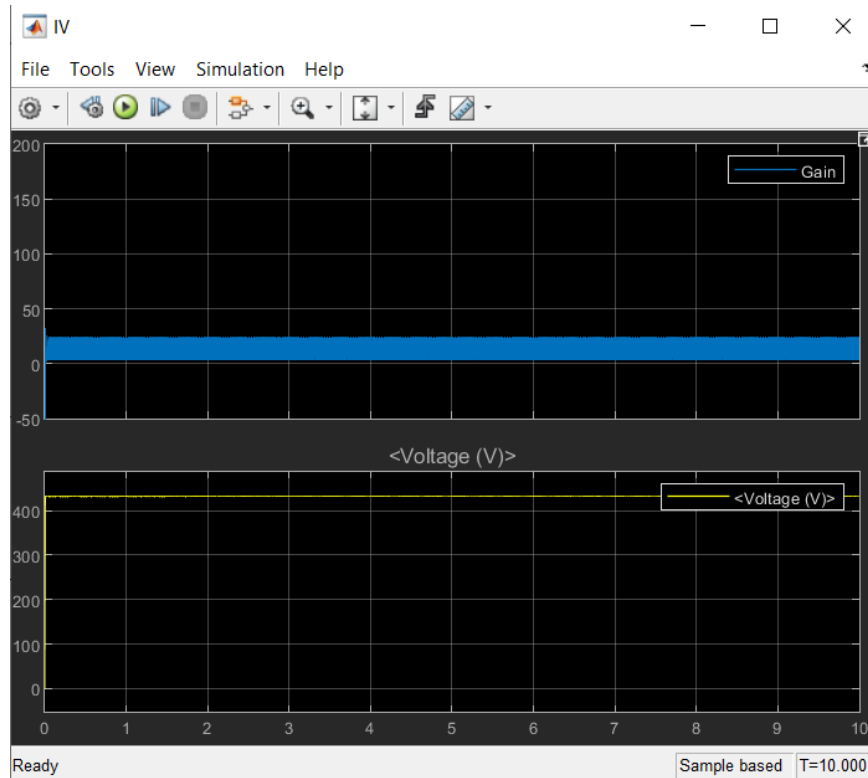 IV
File Tools View Simulation Help
200
Gain
150
100
50
0
-50
<Voltage (V)>
<Voltage (V)>
400
300
200
100
0
0 1 2 3 4 5 6 7 8 9 10
Ready Sample based T=10.000